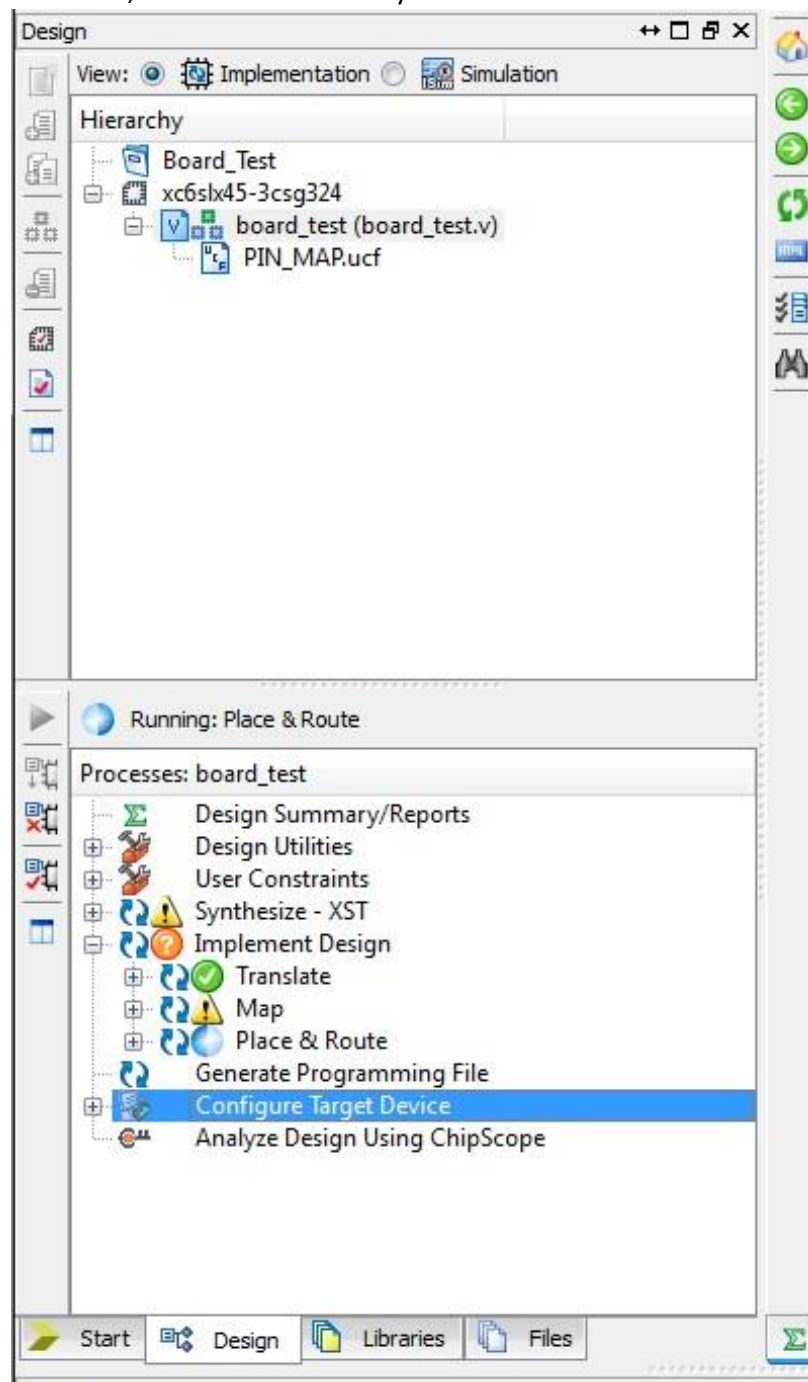 Design
View: Implementation Simulation
Hierarchy
Board_Test
xc6slx45-3csg324
board_test (board_test.v)
PIN_MAP.ucf
Running: Place & Route
Processes: board_test
Design Summary/Reports
Design Utilities
User Constraints
Synthesize - XST
Implement Design
Translate
Map
Place & Route
Generate Programming File
Configure Target Device
Analyze Design Using ChipScope
Start Design Libraries Files